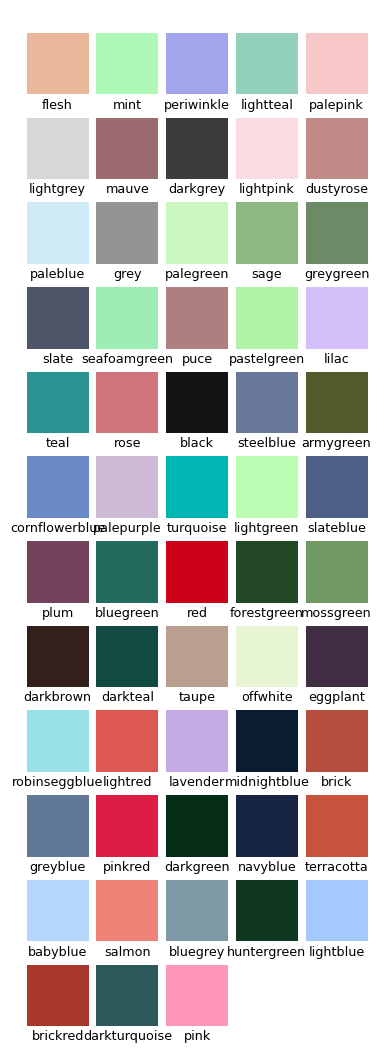 flesh mint periwinkle lightteal palepink
lightgrey mauve darkgrey lightpink dustyrose
paleblue grey palegreen sage greygreen
slate seafoamgreen puce pastelgreen lilac
teal rose black steelblue armygreen
cornflowerblue palepurple turquoise lightgreen slateblue
plum bluegreen red forestgreen mossgreen
darkbrown darkteal taupe offwhite eggplant
robinseggblue lightred lavender midnightblue brick
greyblue pinkred darkgreen navyblue terracotta
babyblue salmon bluegrey huntergreen lightblue
brickred darkturquoise pink